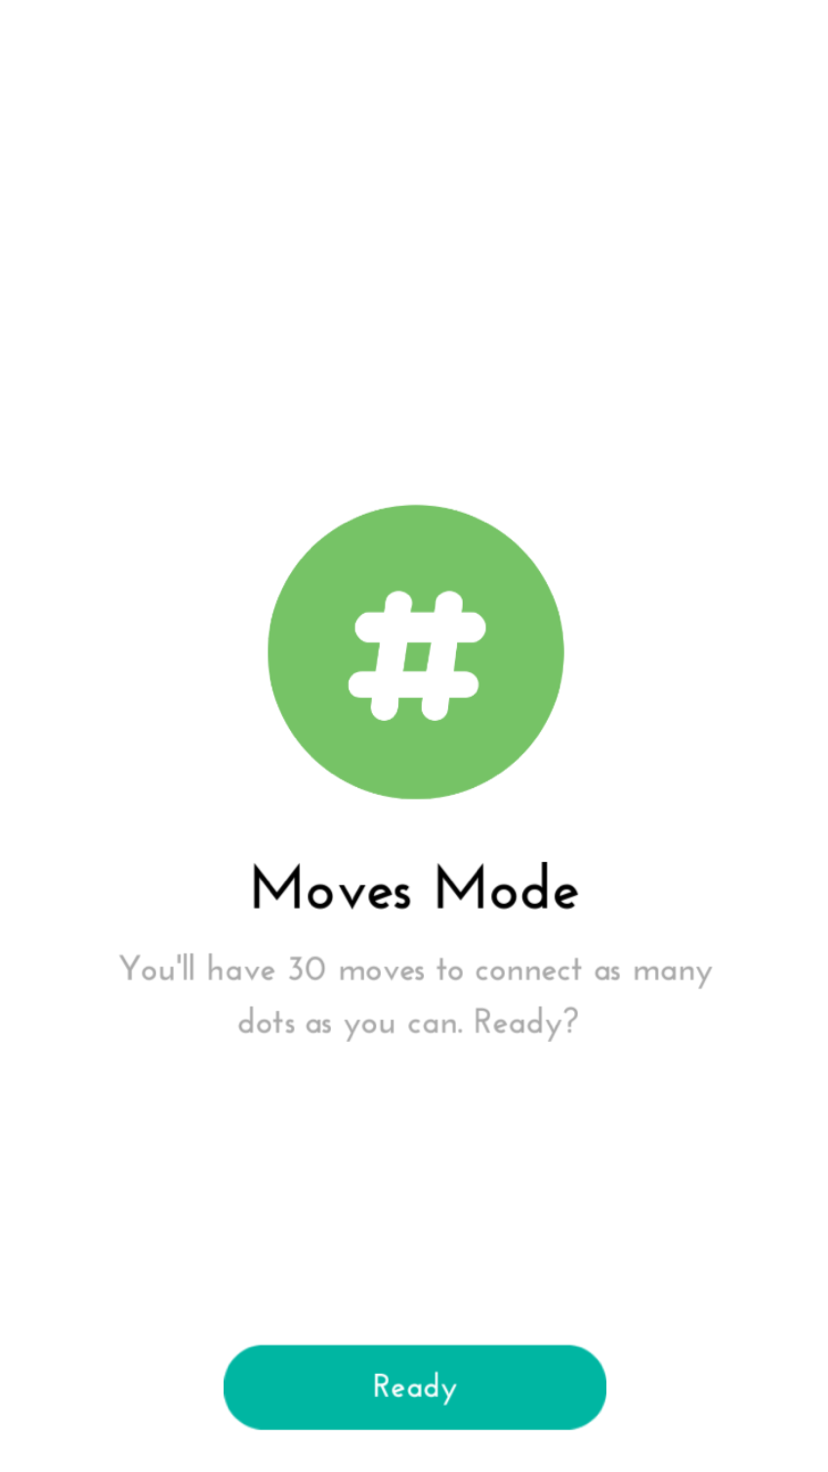 #
Moves Mode
You'll have 30 moves to connect as many
dots as you can. Ready?
Ready